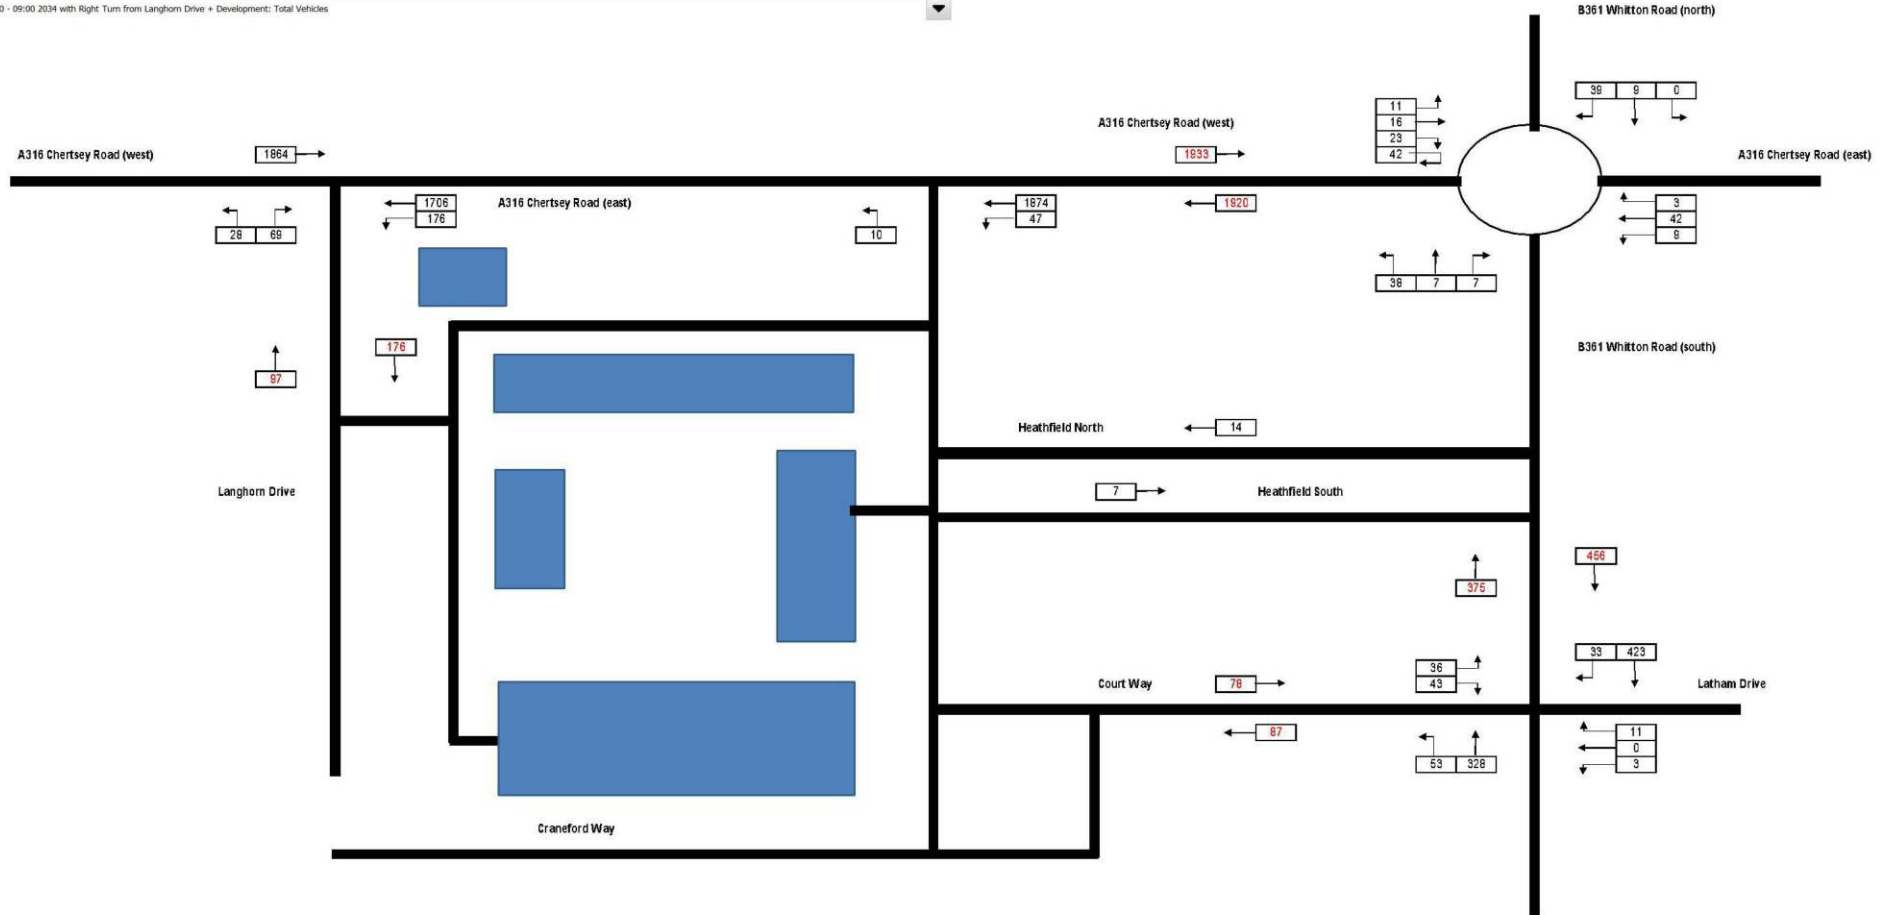 0 - 09:00 2034 with Right Turn from Langhorn Drive + Development: Total Vehicles
B361 Whitton Road (north)
39 9 0
11
16
23
42
A316 Chertsey Road (west)
A316 Chertsey Road (west)
1864
1933
A316 Chertsey Road (east)
1706
176
A316 Chertsey Road (east)
1874
47
1920
3
42
9
28 69
10
38 7 7
176
97
B361 Whitton Road (south)
Heathfield North
14
Langhorn Drive
7
Heathfield South
456
375
33 423
36
43
Court Way
78
Latham Drive
87
53 328
11
0
3
Craneford Way